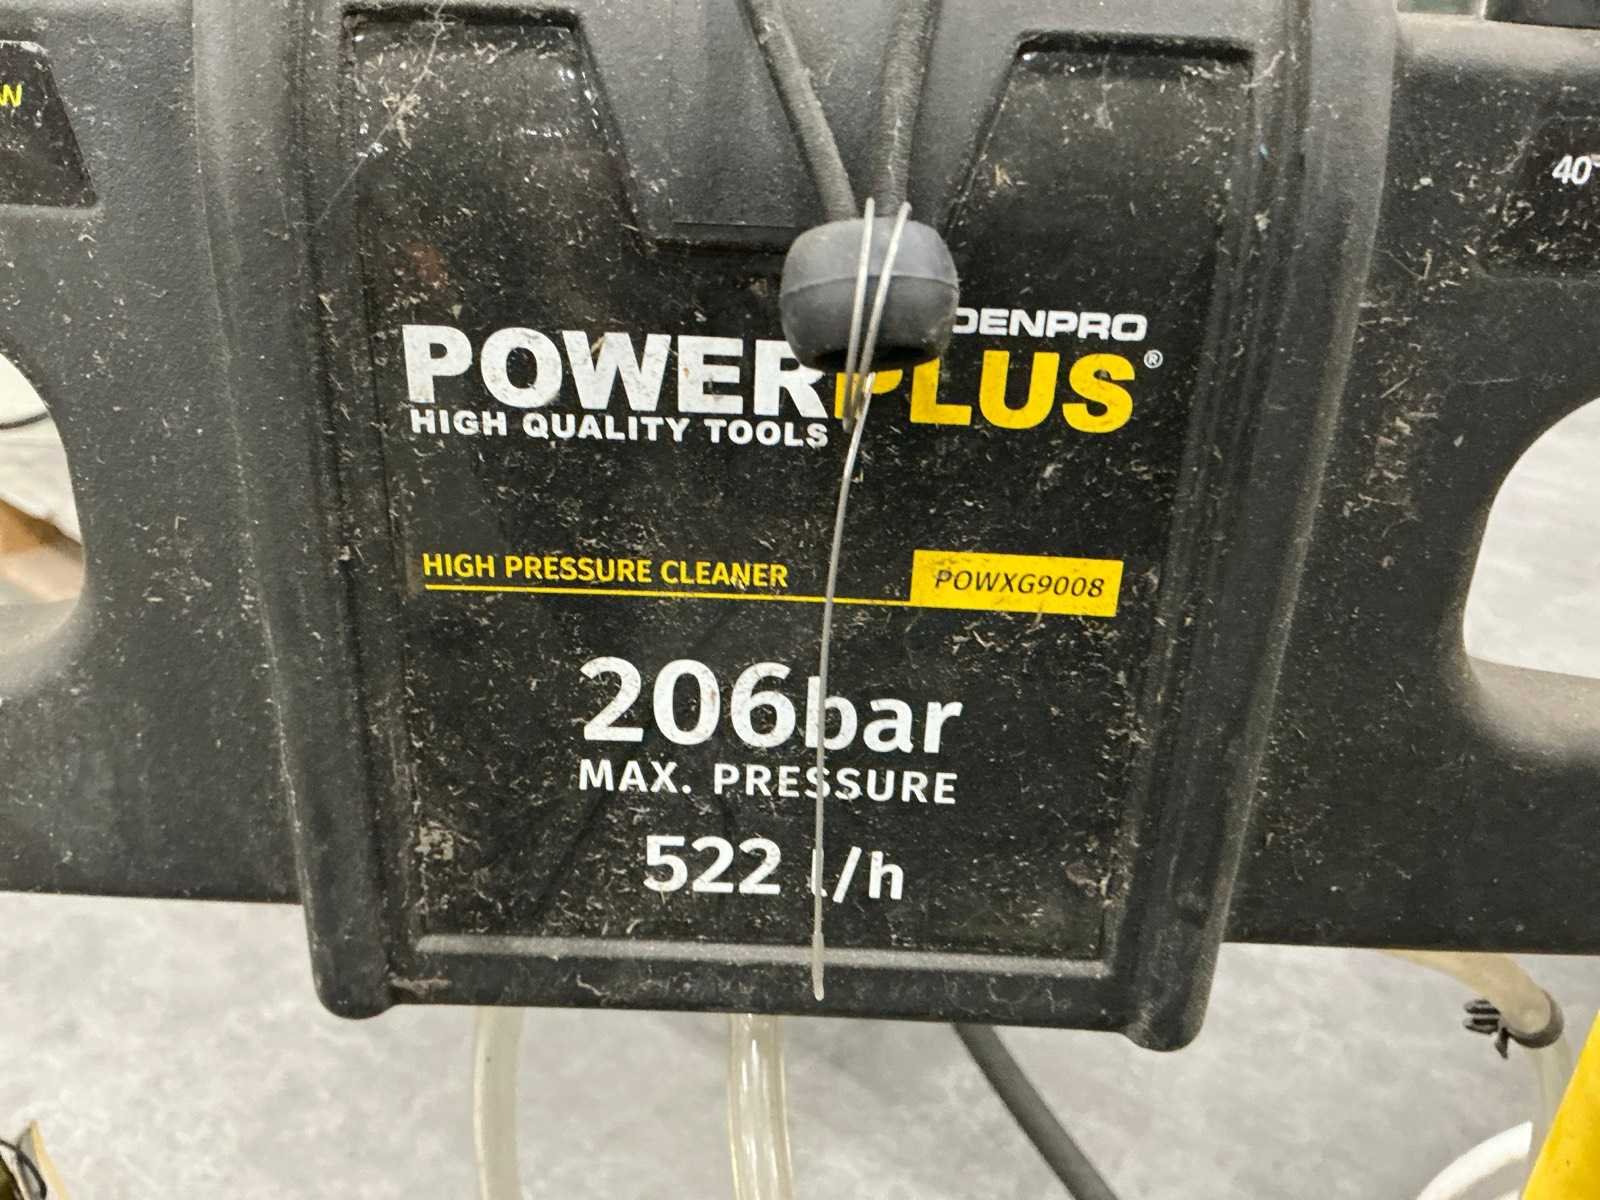 W
40°
DENPRO
POWERPLUS®
HIGH QUALITY TOOLS
HIGH PRESSURE CLEANER
POWXG9008
206bar
MAX. PRESSURE
522 l/h